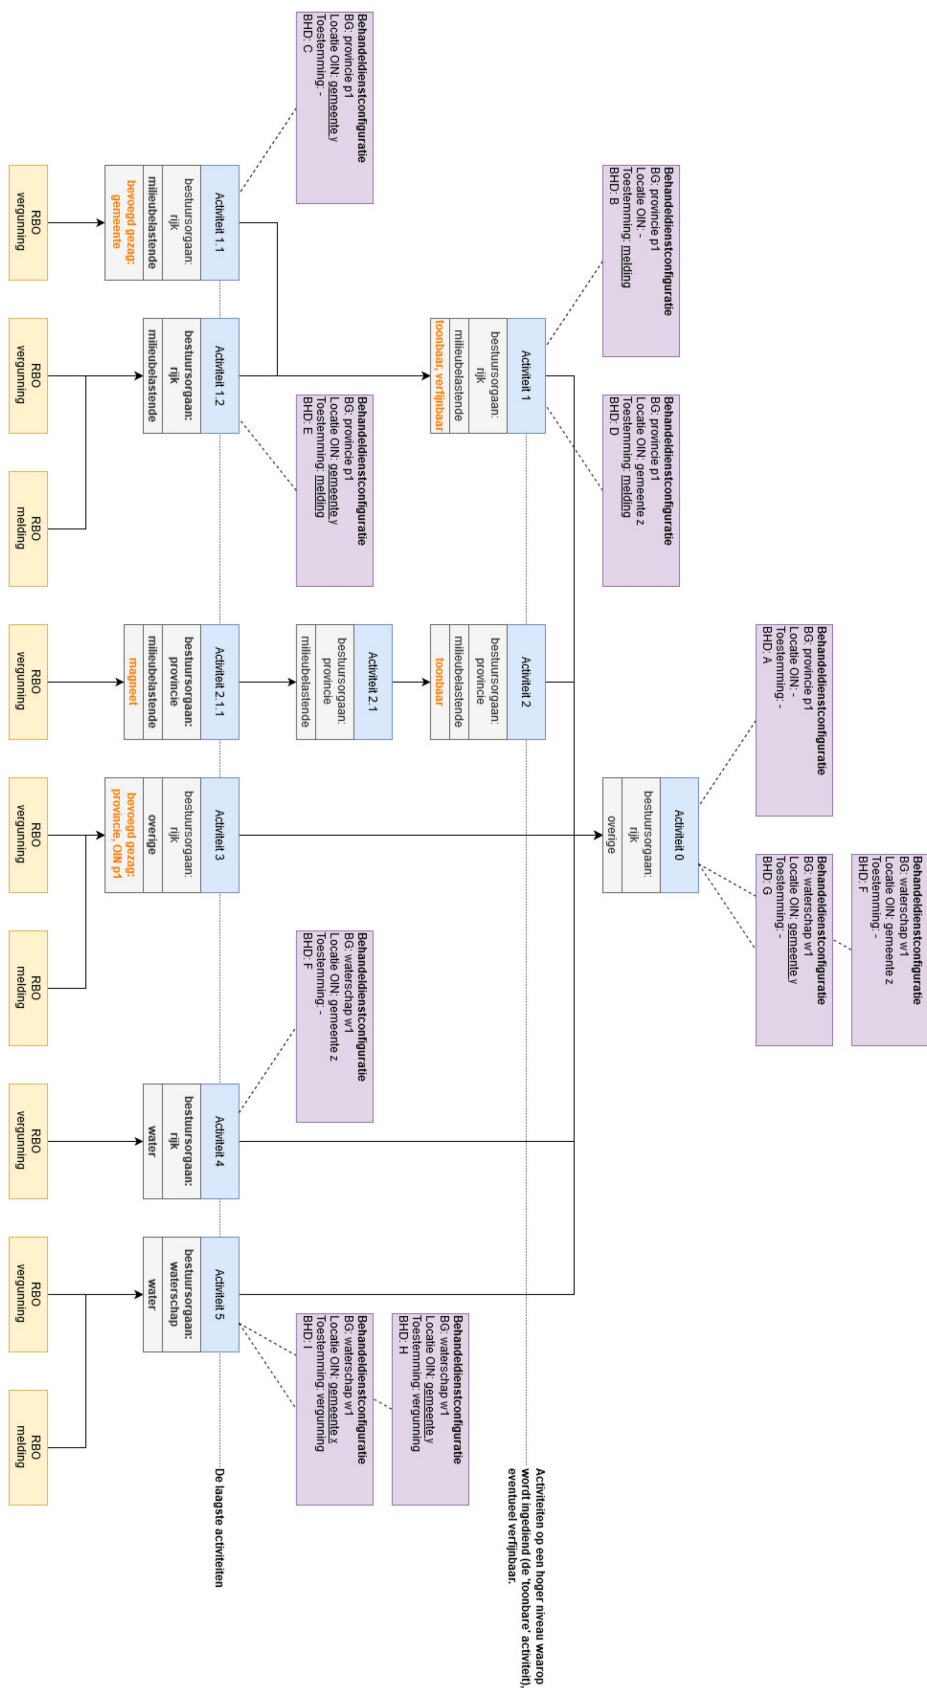 Behandeldienstconfiguratie
BG: waterschap w1
Locatie OIN: gemeente z
Toestemming: -
BHD: F
Behandeldienstconfiguratie
BG: provincie p1
Locatie OIN: -
Toestemming: -
BHD: A
Behandeldienstconfiguratie
BG: waterschap w1
Locatie OIN: gemeente y
Toestemming: -
BHD: G
Behandeldienstconfiguratie
BG: provincie p1
Locatie OIN: -
Toestemming: melding
BHD: B
Behandeldienstconfiguratie
BG: provincie p1
Locatie OIN: gemeente z
Toestemming: melding
BHD: D
Activiteit 0
bestuursorgaan:
rijk
overige
Activiteit 1
bestuursorgaan:
rijk
milieubelastende
toonbaar, verfijnbaar
Activiteit 2
bestuursorgaan:
provincie
milieubelastende
toonbaar
Activiteiten op een hoger niveau waarop
wordt ingediend (de 'toonbare' activiteit),
eventueel verfijnbaar.
Behandeldienstconfiguratie
BG: waterschap w1
Locatie OIN: gemeente y
Toestemming: vergunning
BHD: H
Behandeldienstconfiguratie
BG: provincie p1
Locatie OIN: gemeente y
Toestemming: -
BHD: C
Behandeldienstconfiguratie
BG: provincie p1
Locatie OIN: gemeente y
Toestemming: melding
BHD: E
Activiteit 2.1
bestuursorgaan:
provincie
milieubelastende
Behandeldienstconfiguratie
BG: waterschap w1
Locatie OIN: gemeente z
Toestemming: -
BHD: F
Behandeldienstconfiguratie
BG: waterschap w1
Locatie OIN: gemeente x
Toestemming: vergunning
BHD: I
Activiteit 1.1
bestuursorgaan:
rijk
milieubelastende
bevoegd gezag:
gemeente
Activiteit 1.2
bestuursorgaan:
rijk
milieubelastende
Activiteit 2.1.1
bestuursorgaan:
provincie
milieubelastende
magneet
Activiteit 3
bestuursorgaan:
rijk
overige
bevoegd gezag:
provincie, OIN p1
Activiteit 4
bestuursorgaan:
rijk
water
Activiteit 5
bestuursorgaan:
waterschap
water
De laagste activiteiten
RBO
vergunning
RBO
vergunning
RBO
melding
RBO
vergunning
RBO
vergunning
RBO
melding
RBO
vergunning
RBO
vergunning
RBO
melding